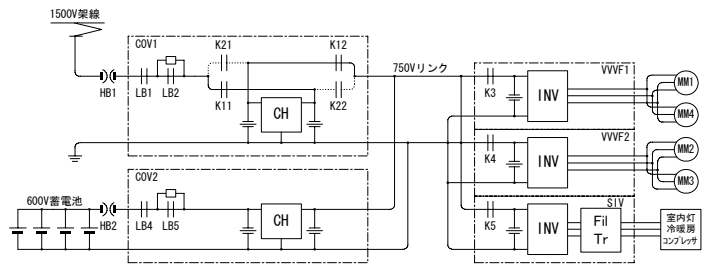 1500V架線
COV1
K21
K12
HB1
LB1
LB2
K11
K22
CH
750Vリンク
K3
VVVF1
INV
MM1
MM4
K4
VVVF2
INV
MM2
MM3
600V蓄電池
HB2
COV2
LB4
LB5
CH
K5
SIV
INV
Fil
Tr
室内灯
冷暖房
コンプレッサ